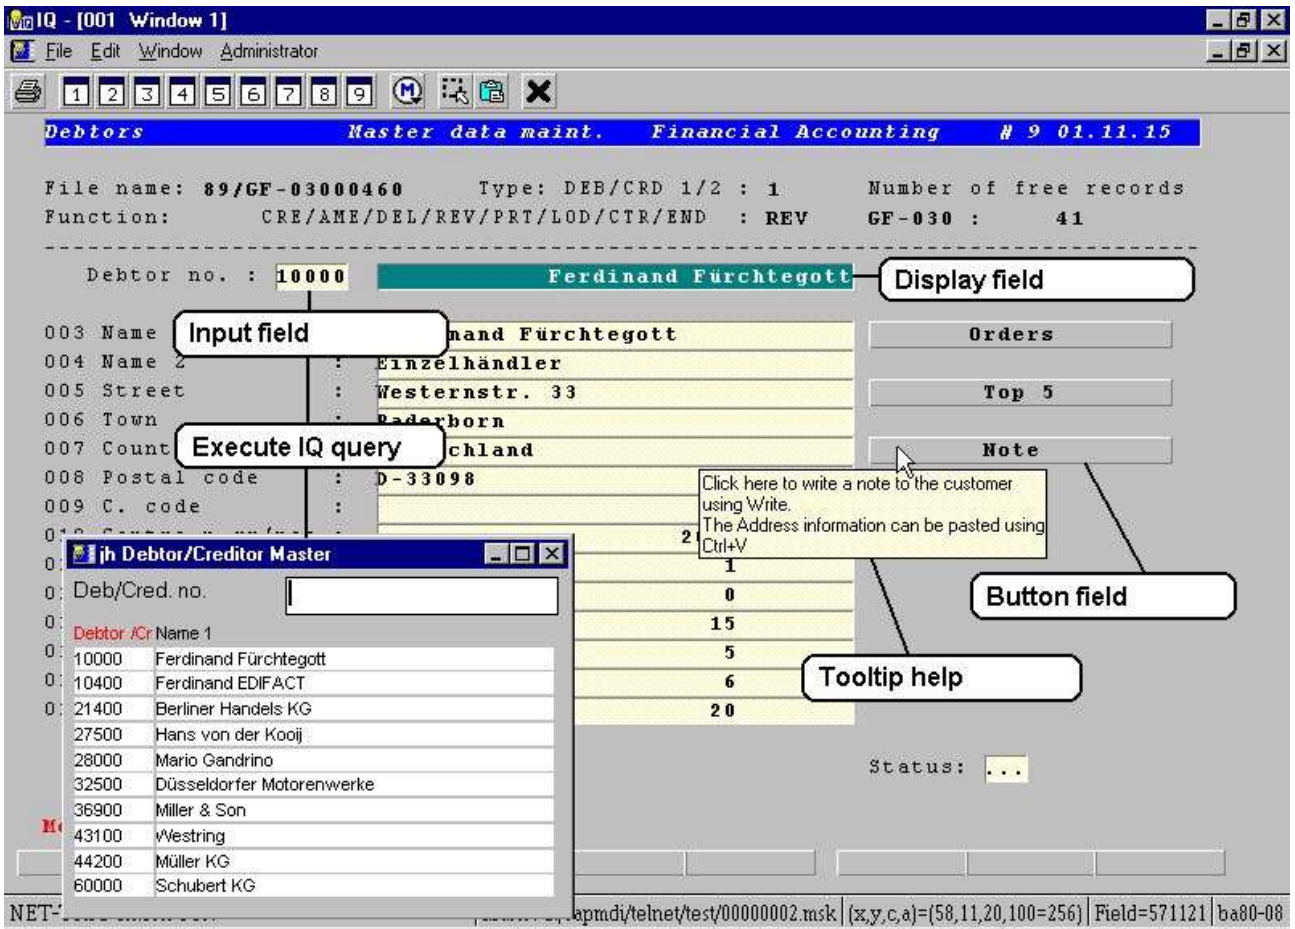 IQ - [001 Window 1]
File Edit Window Administrator
1 2 3 4 5 6 7 8 9 M
Debtors Master data maint. Financial Accounting # 9 01.11.15
File name: 89/GF-03000460 Type: DEB/CRD 1/2 : 1 Number of free records
Function: CRE/AME/DEL/REV/PRT/LOD/CTR/END : REV GF-030 : 41
Debtor no. : 10000 Ferdinand Fürchtegott
Display field
Input field
003 Name nand Fürchtegott Orders
004 Name 2 : Einzelhändler
005 Street : Westernstr. 33 Top 5
006 Town : Paderborn
Execute IQ query
007 Count chland Note
008 Postal code : D-33098
Click here to write a note to the customer
using Write.
The Address information can be pasted using
Ctrl+V
009 C. code :
1
0
15
5
6
20
Button field
Tooltip help
jh Debtor/Creditor Master
Deb/Cred. no.
Debtor /Cr Name 1
10000 Ferdinand Fürchtegott
10400 Ferdinand EDIFACT
21400 Berliner Handels KG
27500 Hans von der Kooij
28000 Mario Gandrino
32500 Düsseldorfer Motorenwerke
36900 Miller & Son
43100 Westring
44200 Müller KG
60000 Schubert KG
Status: ...
/apmdi/telnet/test/00000002.msk (x,y,c,a)=(58,11,20,100=256) Field=571121 ba80-08